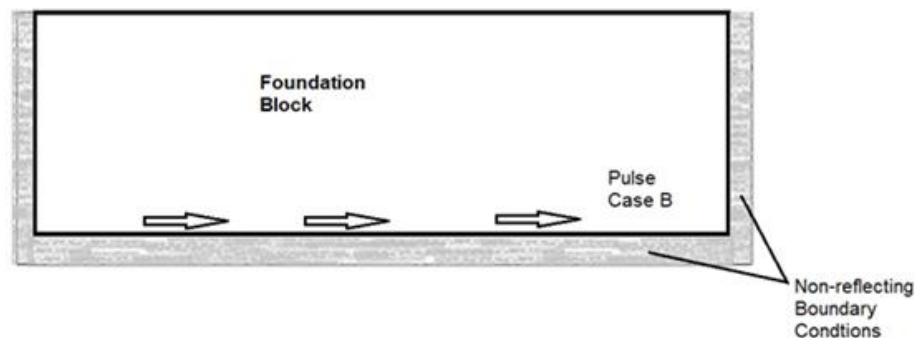 Foundation
Block
Pulse
Case B
Non-reflecting
Boundary
Condtions